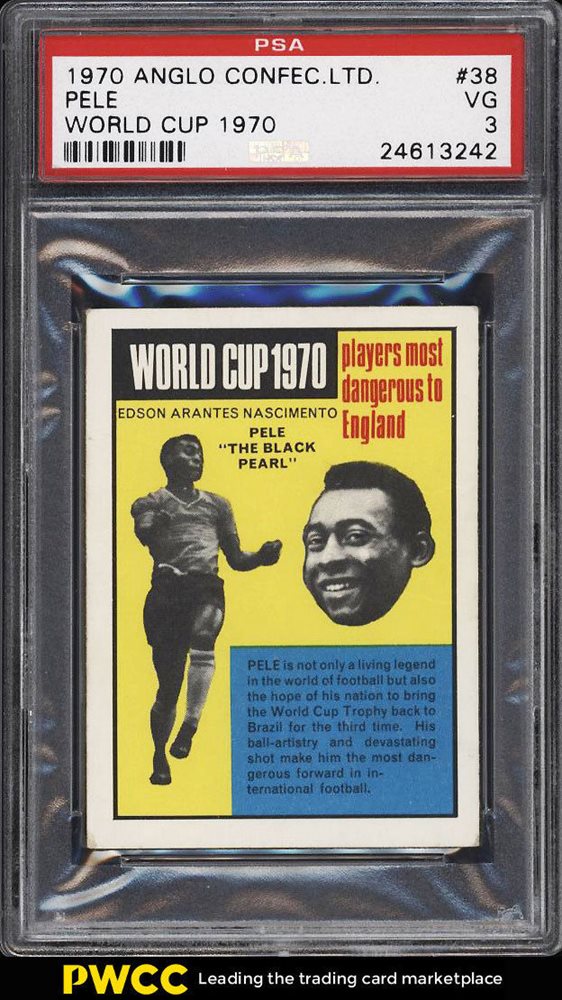 PSA
1970 ANGLO CONFEC.LTD. #38
PELE VG
WORLD CUP 1970 3
24613242
WORLD CUP 1970
players most
dangerous to
England
EDSON ARANTES NASCIMENTO
PELE
"THE BLACK
PEARL"
PELE is not only a living legend
in the world of football but also
the hope of his nation to bring
the World Cup Trophy back to
Brazil for the third time. His
ball-artistry and devastating
shot make him the most dan-
gerous forward in in-
ternational football.
PWCC Leading the trading card marketplace